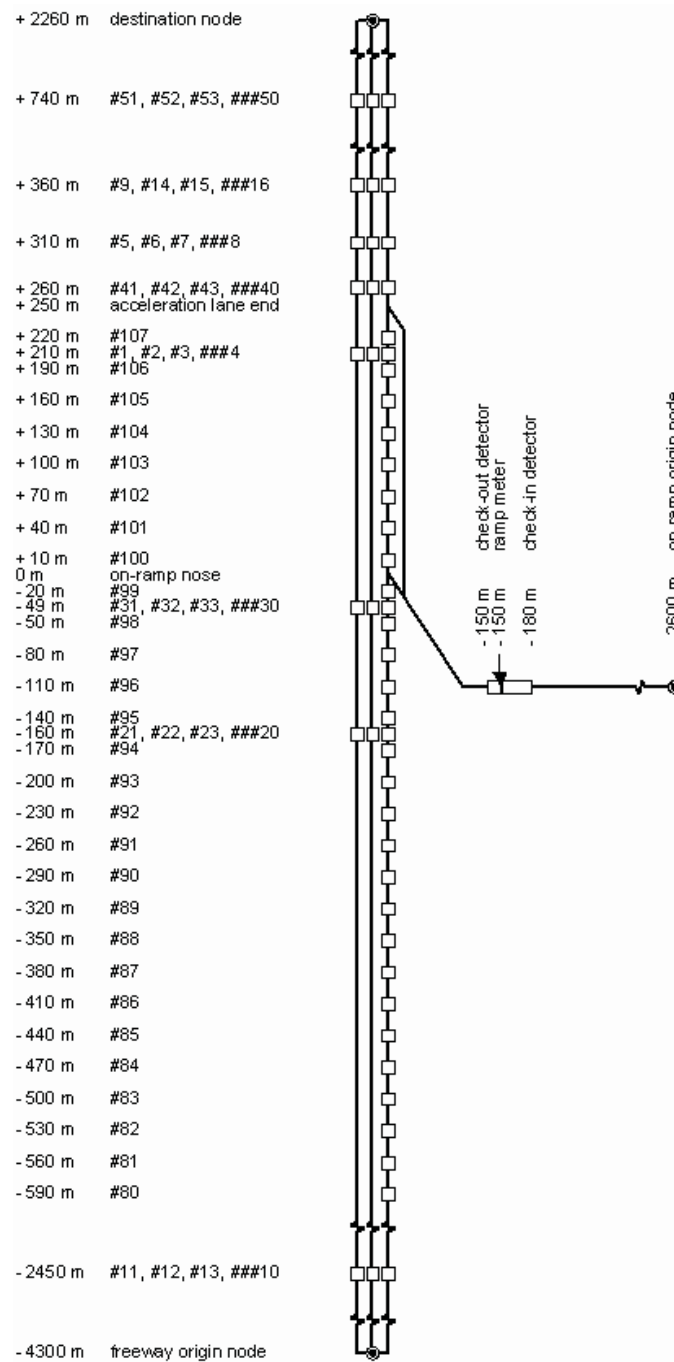 + 2260 m destination node
+ 740 m #51, #52, #53, ###50
+ 360 m #9, #14, #15, ###16
+ 310 m #5, #6, #7, ###8
+ 260 m #41, #42, #43, ###40
+ 250 m acceleration lane end
+ 220 m #107
+ 210 m #1, #2, #3, ###4
+ 190 m #106
+ 160 m #105
+ 130 m #104
+ 100 m #103
+ 70 m #102
+ 40 m #101
+ 10 m #100
0 m on-ramp nose
- 20 m #99
- 49 m #31, #32, #33, ###30
- 50 m #98
- 80 m #97
- 110 m #96
- 140 m #95
- 160 m #21, #22, #23, ###20
- 170 m #94
- 200 m #93
- 230 m #92
- 260 m #91
- 290 m #90
- 320 m #89
- 350 m #88
- 380 m #87
- 410 m #86
- 440 m #85
- 470 m #84
- 500 m #83
- 530 m #82
- 560 m #81
- 590 m #80
- 2450 m #11, #12, #13, ###10
- 4300 m freeway origin node
- 150 m check-out detector
- 150 m ramp meter
- 180 m check-in detector
2600 m on-ramp origin node